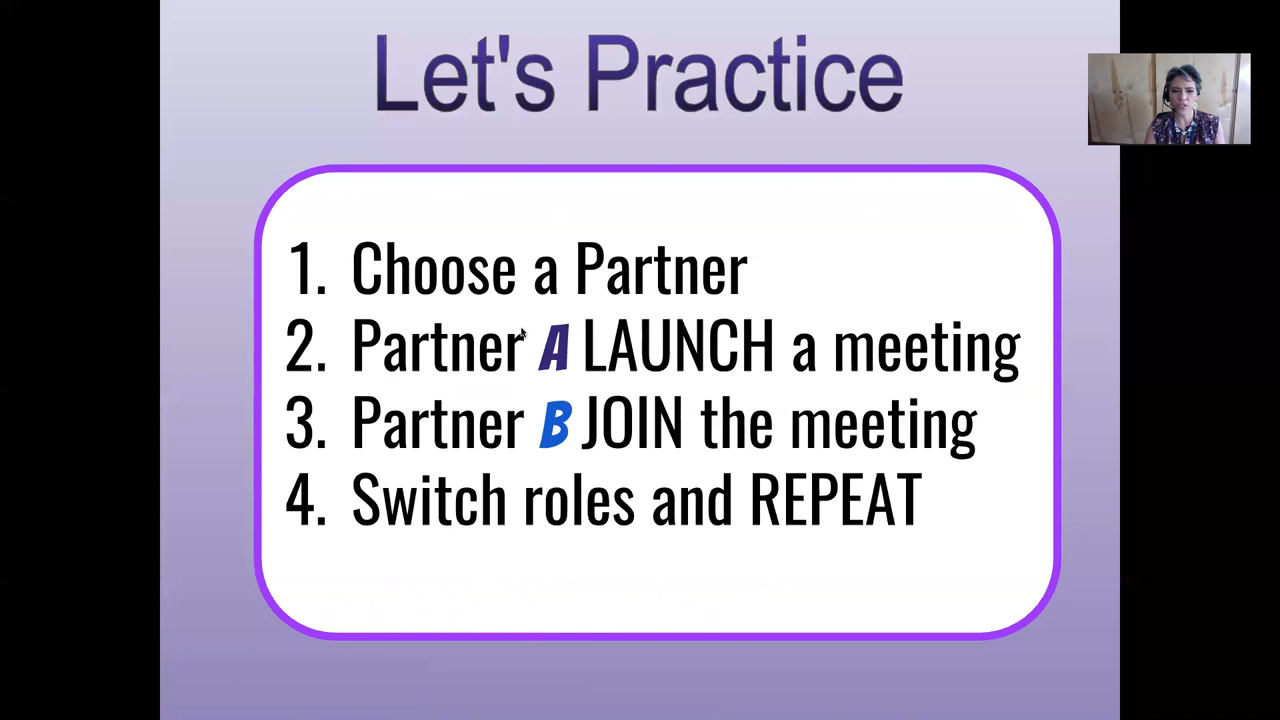 Let's Practice
1. Choose a Partner
2. Partner A LAUNCH a meeting
3. Partner B JOIN the meeting
4. Switch roles and REPEAT